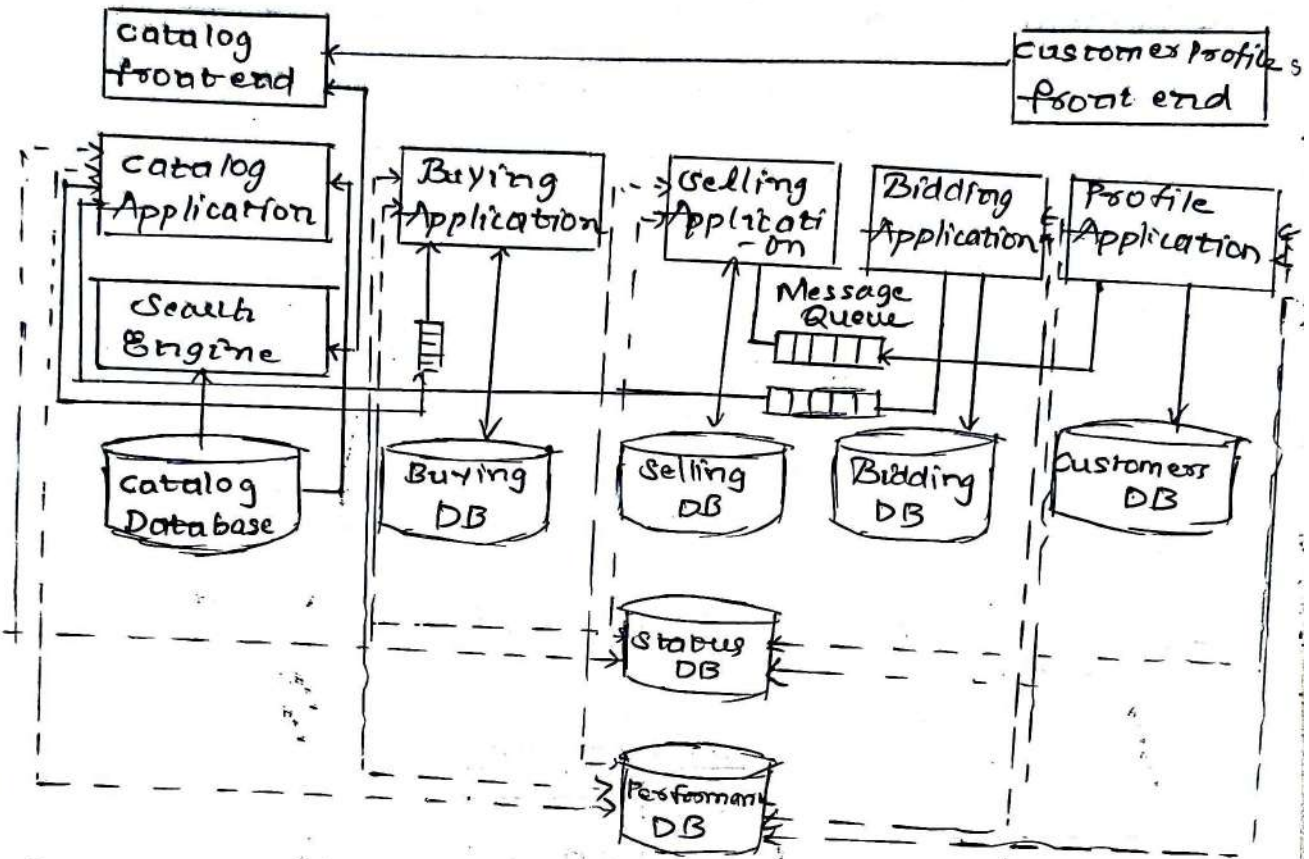 catalog
front end
Customer Profiles
front end
catalog
Application
Buying
Application
Selling
Applicati
-on
Bidding
Application
Profile
Application
Search
Engine
Message
Queue
catalog
Database
Buying
DB
Selling
DB
Bidding
DB
Customers
DB
Status
DB
Performan
DB